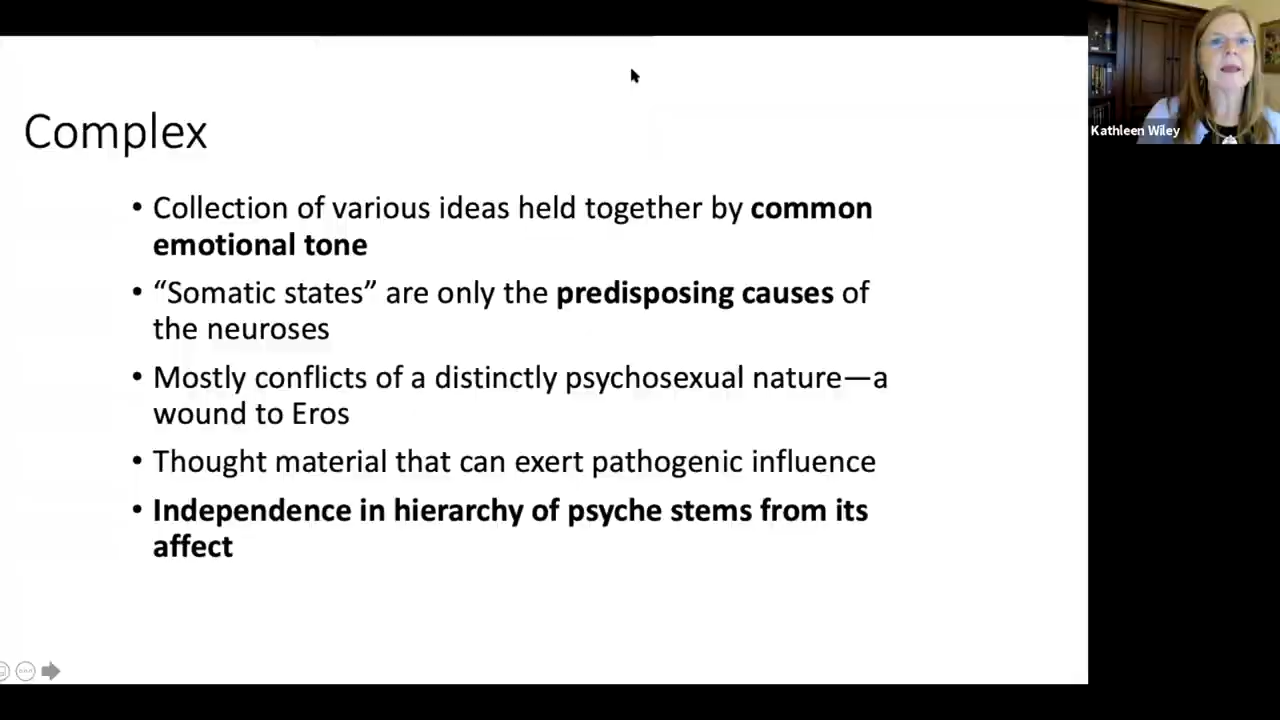 Complex
• Collection of various ideas held together by common
emotional tone
• “Somatic states” are only the predisposing causes of
the neuroses
• Mostly conflicts of a distinctly psychosexual nature—a
wound to Eros
• Thought material that can exert pathogenic influence
• Independence in hierarchy of psyche stems from its
affect
Kathleen Wiley